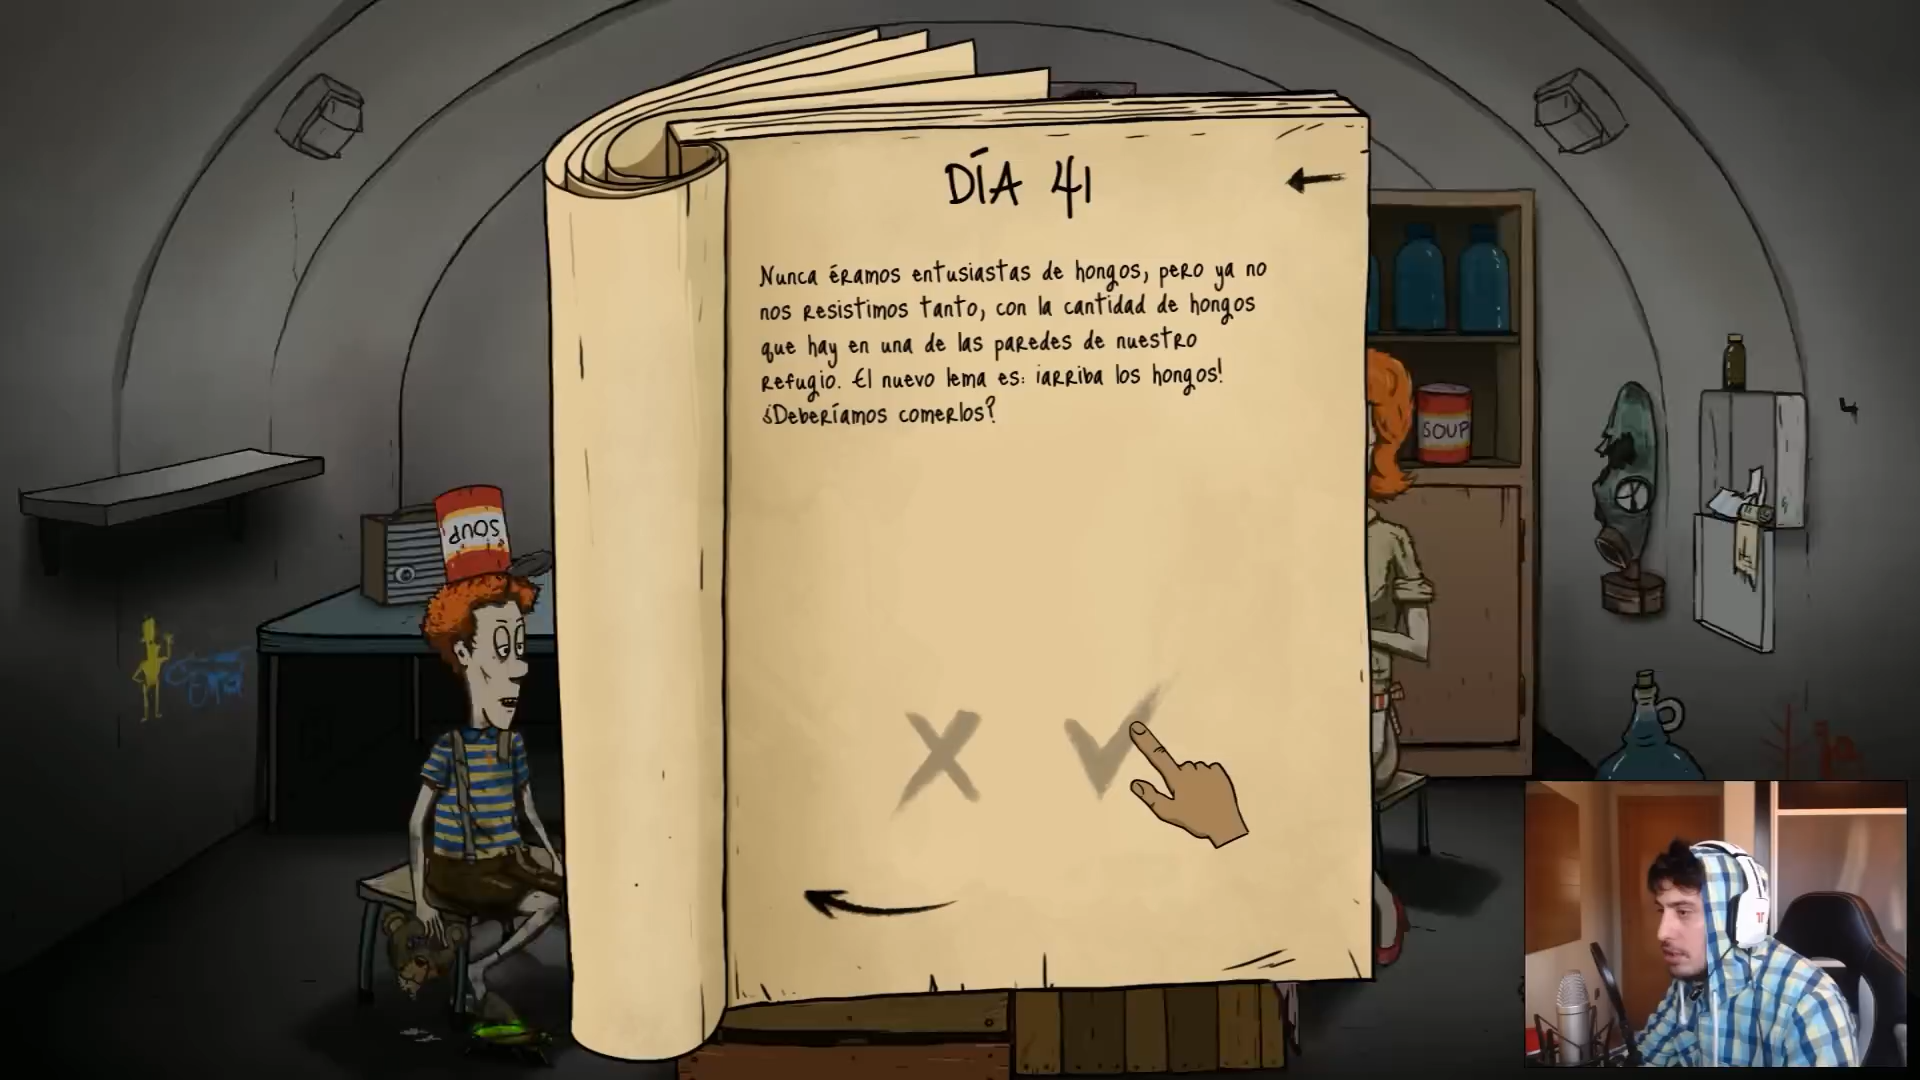 DÍA 41
Nunca éramos entusiastas de hongos, pero ya no
nos resistimos tanto, con la cantidad de hongos
que hay en una de las paredes de nuestro
refugio. El nuevo lema es: ¡arriba los hongos!
¿Deberíamos comerlos?
SOUP
SOUP